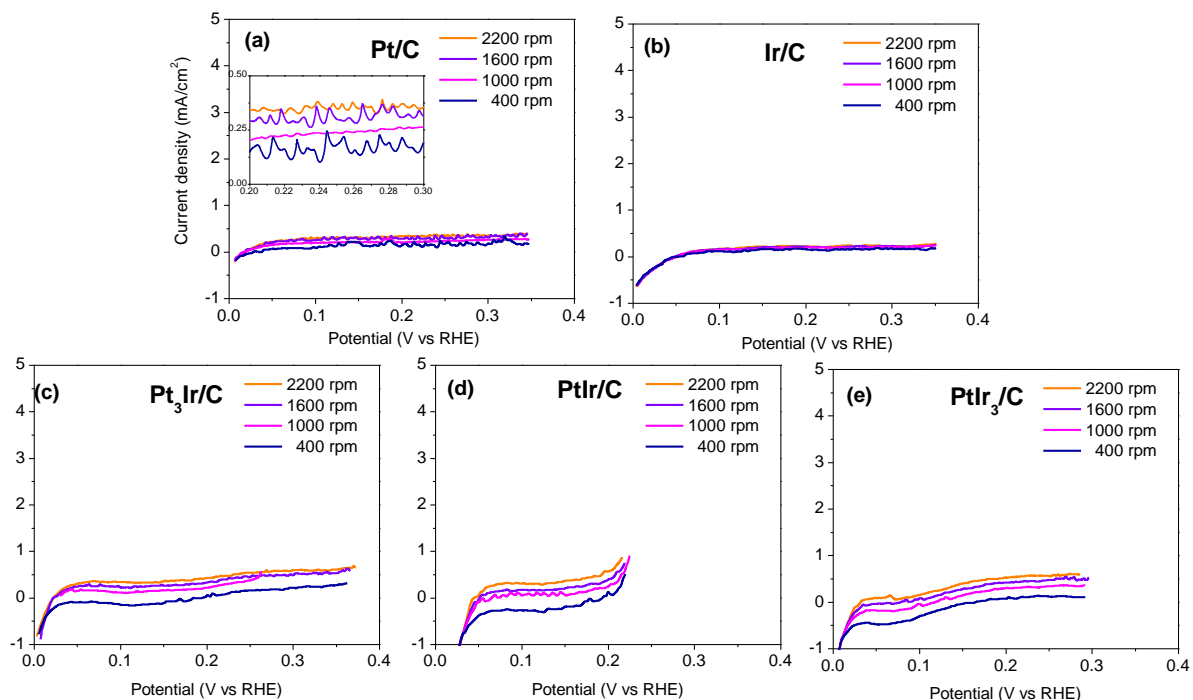 (a) Pt/C
2200 rpm
1600 rpm
1000 rpm
400 rpm
0.50
0.25
0.00
0.20 0.22 0.24 0.26 0.28 0.30
5
4
3
2
1
0
-1
0.0 0.1 0.2 0.3 0.4
Current density (mA/cm²)
Potential (V vs RHE)
(b) Ir/C
2200 rpm
1600 rpm
1000 rpm
400 rpm
5
4
3
2
1
0
-1
0.0 0.1 0.2 0.3 0.4
Potential (V vs RHE)
(c) Pt₃Ir/C
2200 rpm
1600 rpm
1000 rpm
400 rpm
5
4
3
2
1
0
-1
0.0 0.1 0.2 0.3 0.4
Potential (V vs RHE)
(d) PtIr/C
2200 rpm
1600 rpm
1000 rpm
400 rpm
5
4
3
2
1
0
-1
0.0 0.1 0.2 0.3 0.4
Potential (V vs RHE)
(e) PtIr₃/C
2200 rpm
1600 rpm
1000 rpm
400 rpm
5
4
3
2
1
0
-1
0.0 0.1 0.2 0.3 0.4
Potential (V vs RHE)